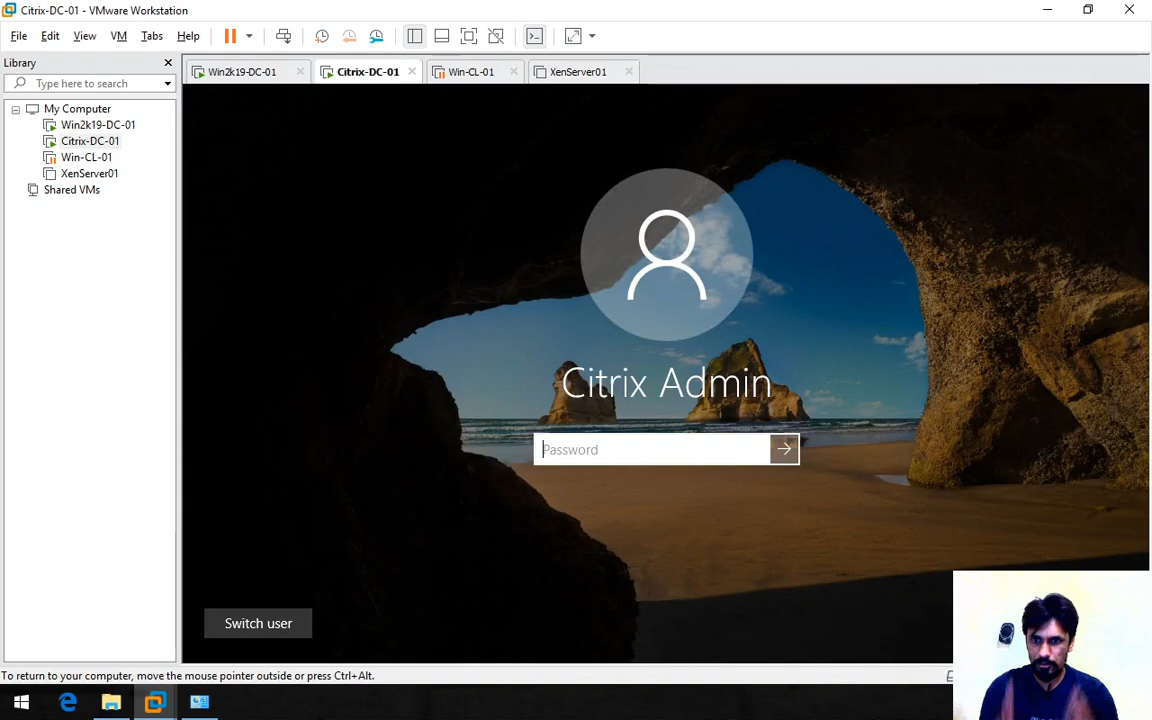 Citrix-DC-01 - VMware Workstation
File Edit View VM Tabs Help
Library
Type here to search
My Computer
Win2k19-DC-01
Citrix-DC-01
Win-CL-01
XenServer01
Shared VMs
Win2k19-DC-01 Citrix-DC-01 Win-CL-01 XenServer01
Citrix Admin
Password
Switch user
To return to your computer, move the mouse pointer outside or press Ctrl+Alt.